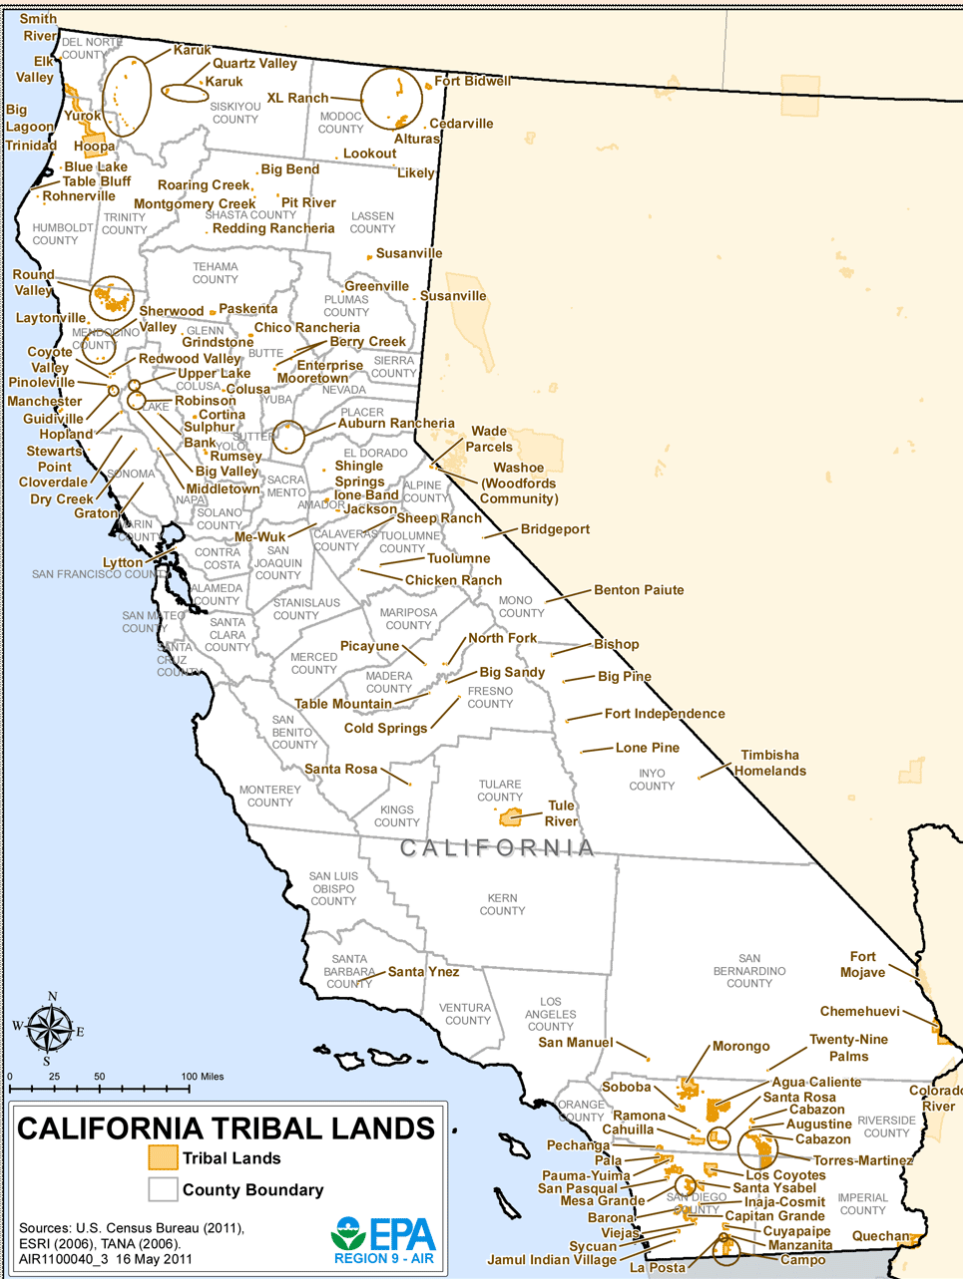 Smith
River
DEL NORTE
COUNTY
Karuk
Elk
Valley
Quartz Valley
Karuk
Fort Bidwell
XL Ranch
SISKIYOU
COUNTY
MODOC
COUNTY
Big
Lagoon
Yurok
Cedarville
Alturas
Trinidad
Hoopa
Lookout
Likely
Blue Lake
Table Bluff
Rohnerville
Big Bend
Roaring Creek
Montgomery Creek
Pit River
SHASTA COUNTY
Redding Rancheria
HUMBOLDT
COUNTY
TRINITY
COUNTY
LASSEN
COUNTY
Susanville
TEHAMA
COUNTY
Round
Valley
Greenville
Susanville
PLUMAS
COUNTY
Laytonville
Sherwood
Valley
Paskenta
MENDOCINO
COUNTY
GLENN
Grindstone
Chico Rancheria
Berry Creek
BUTTE
Coyote
Valley
Redwood Valley
Enterprise
Mooretown
SIERRA
COUNTY
Pinoleville
Upper Lake
COLUSA
Colusa
NEVADA
Manchester
LAKE
Robinson
YUBA
Guidiville
Cortina
PLACER
COUNTY
Auburn Rancheria
Hopland
Sulphur
Bank
SUTTER
YOLO
Stewarts
Point
Rumsey
EL DORADO
Wade
Parcels
Cloverdale
SONOMA
Big Valley
Shingle
Springs
Washoe
(Woodfords
Community)
Dry Creek
Middletown
NAPA
SACRA
MENTO
Ione Band
AMADOR
Jackson
ALPINE
COUNTY
Graton
MARIN
COUNTY
SOLANO
COUNTY
Me-Wuk
Sheep Ranch
CALAVERAS
COUNTY
TUOLUMNE
COUNTY
Bridgeport
Lytton
CONTRA
COSTA
SAN
JOAQUIN
COUNTY
Tuolumne
Chicken Ranch
SAN FRANCISCO COUNTY
ALAMEDA
COUNTY
STANISLAUS
COUNTY
Benton Paiute
MONO
COUNTY
SAN MATEO
COUNTY
SANTA
CLARA
COUNTY
MARIPOSA
COUNTY
SANTA
CRUZ
COUNTY
MERCED
COUNTY
Picayune
North Fork
Bishop
MADERA
COUNTY
Big Sandy
Big Pine
Table Mountain
FRESNO
COUNTY
Fort Independence
Cold Springs
SAN
BENITO
COUNTY
Lone Pine
Timbisha
Homelands
Santa Rosa
INYO
COUNTY
MONTEREY
COUNTY
TULARE
COUNTY
KINGS
COUNTY
Tule
River
CALIFORNIA
SAN LUIS
OBISPO
COUNTY
KERN
COUNTY
SANTA
BARBARA
COUNTY
Santa Ynez
SAN
BERNARDINO
COUNTY
Fort
Mojave
VENTURA
COUNTY
LOS
ANGELES
COUNTY
Chemehuevi
N
W
E
S
San Manuel
Morongo
Twenty-Nine
Palms
0 25 50 100 Miles
Soboba
Agua Caliente
Santa Rosa
Colorado
River
ORANGE
COUNTY
Ramona
Cabazon
Augustine
Cahuilla
Cabazon
RIVERSIDE
COUNTY
Pechanga
Torres-Martinez
Pala
Pauma-Yuima
Los Coyotes
San Pasqual
Santa Ysabel
Mesa Grande
SAN DIEGO
COUNTY
Inaja-Cosmit
IMPERIAL
COUNTY
Barona
Capitan Grande
Viejas
Cuyapaipe
Quechan
Sycuan
Manzanita
Jamul Indian Village
Campo
La Posta
CALIFORNIA TRIBAL LANDS
Tribal Lands
County Boundary
Sources: U.S. Census Bureau (2011),
ESRI (2006), TANA (2006).
AIR1100040_3 16 May 2011
EPA
REGION 9 - AIR